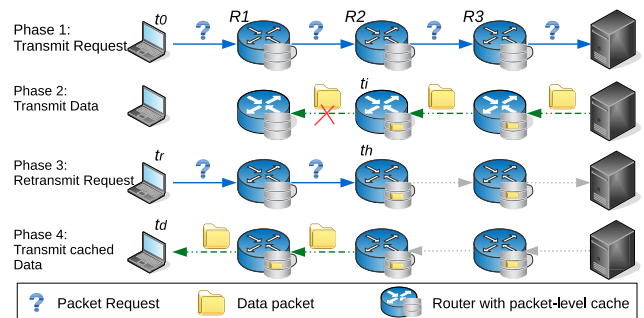 t0
R1
R2
R3
Phase 1:
Transmit Request
?
?
?
?
Phase 2:
Transmit Data
ti
Phase 3:
Retransmit Request
tr
?
?
th
Phase 4:
Transmit cached
Data
td
? Packet Request
Data packet
Router with packet-level cache